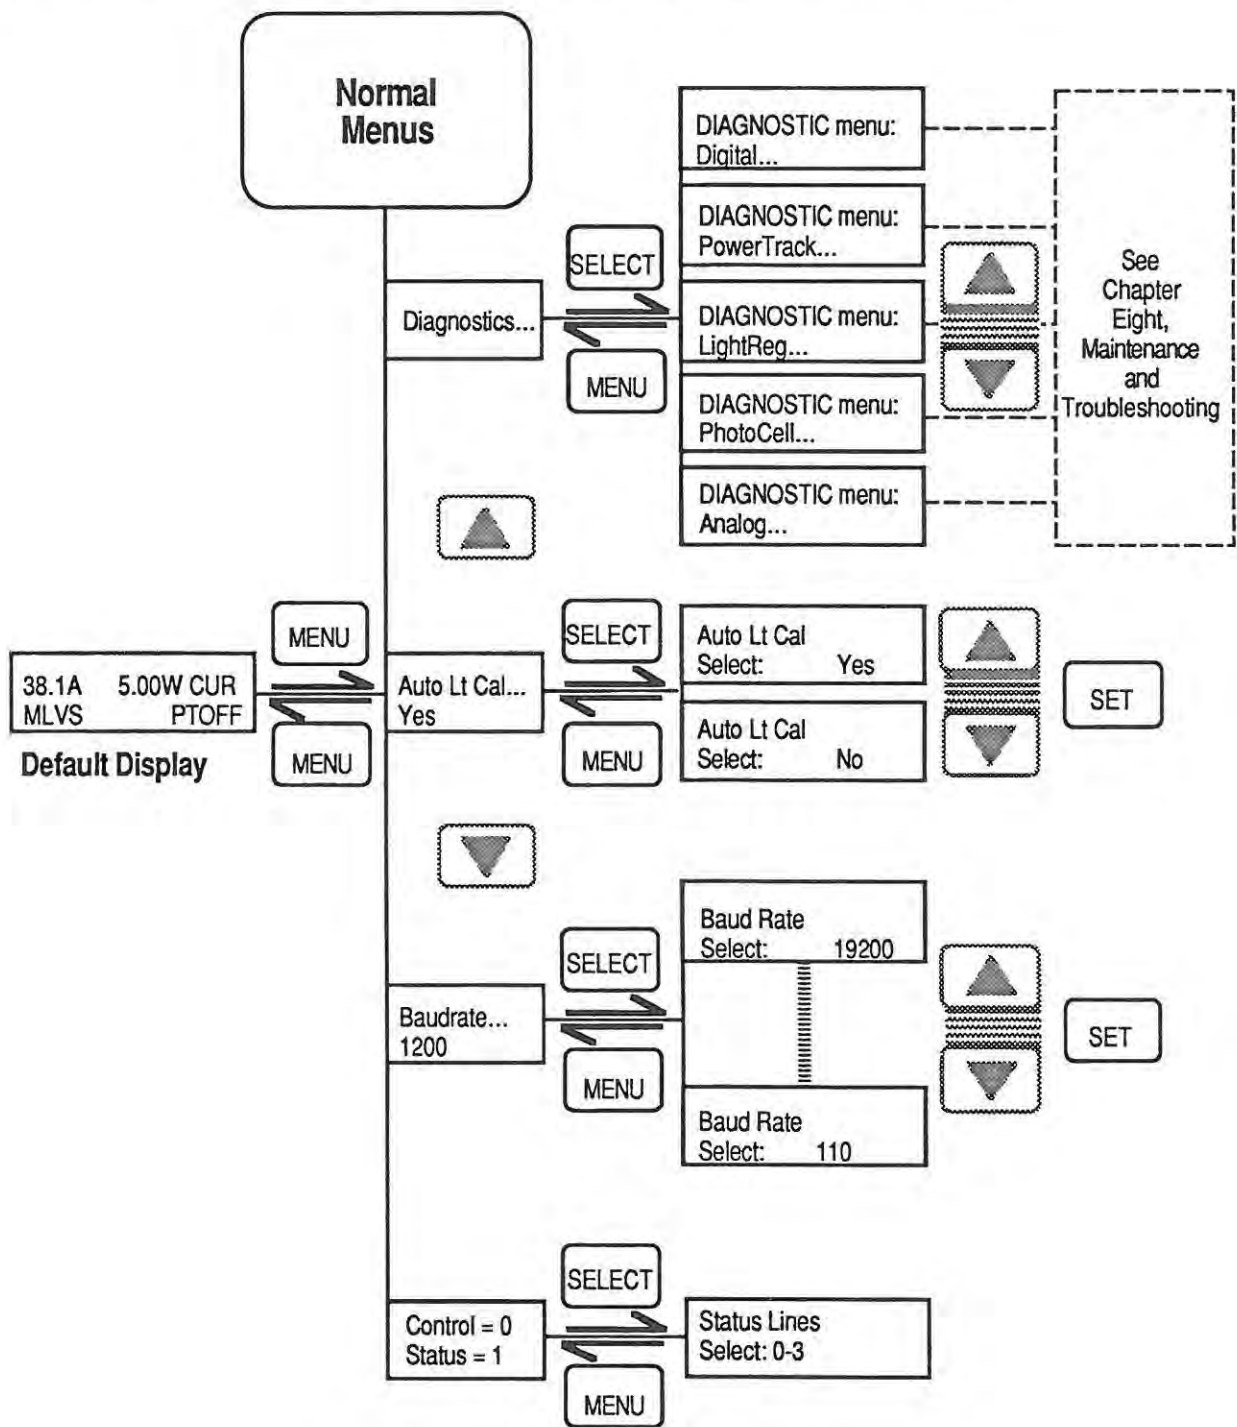 Normal
Menus
DIAGNOSTIC menu:
Digital...
DIAGNOSTIC menu:
PowerTrack...
SELECT
Diagnostics...
MENU
DIAGNOSTIC menu:
LightReg...
DIAGNOSTIC menu:
PhotoCell...
DIAGNOSTIC menu:
Analog...
See
Chapter
Eight,
Maintenance
and
Troubleshooting
38.1A 5.00W CUR
MLVS PTOFF
Default Display
MENU
MENU
Auto Lt Cal...
Yes
SELECT
MENU
Auto Lt Cal
Select: Yes
Auto Lt Cal
Select: No
SET
Baudrate...
1200
SELECT
MENU
Baud Rate
Select: 19200
Baud Rate
Select: 110
SET
Control = 0
Status = 1
SELECT
MENU
Status Lines
Select: 0-3